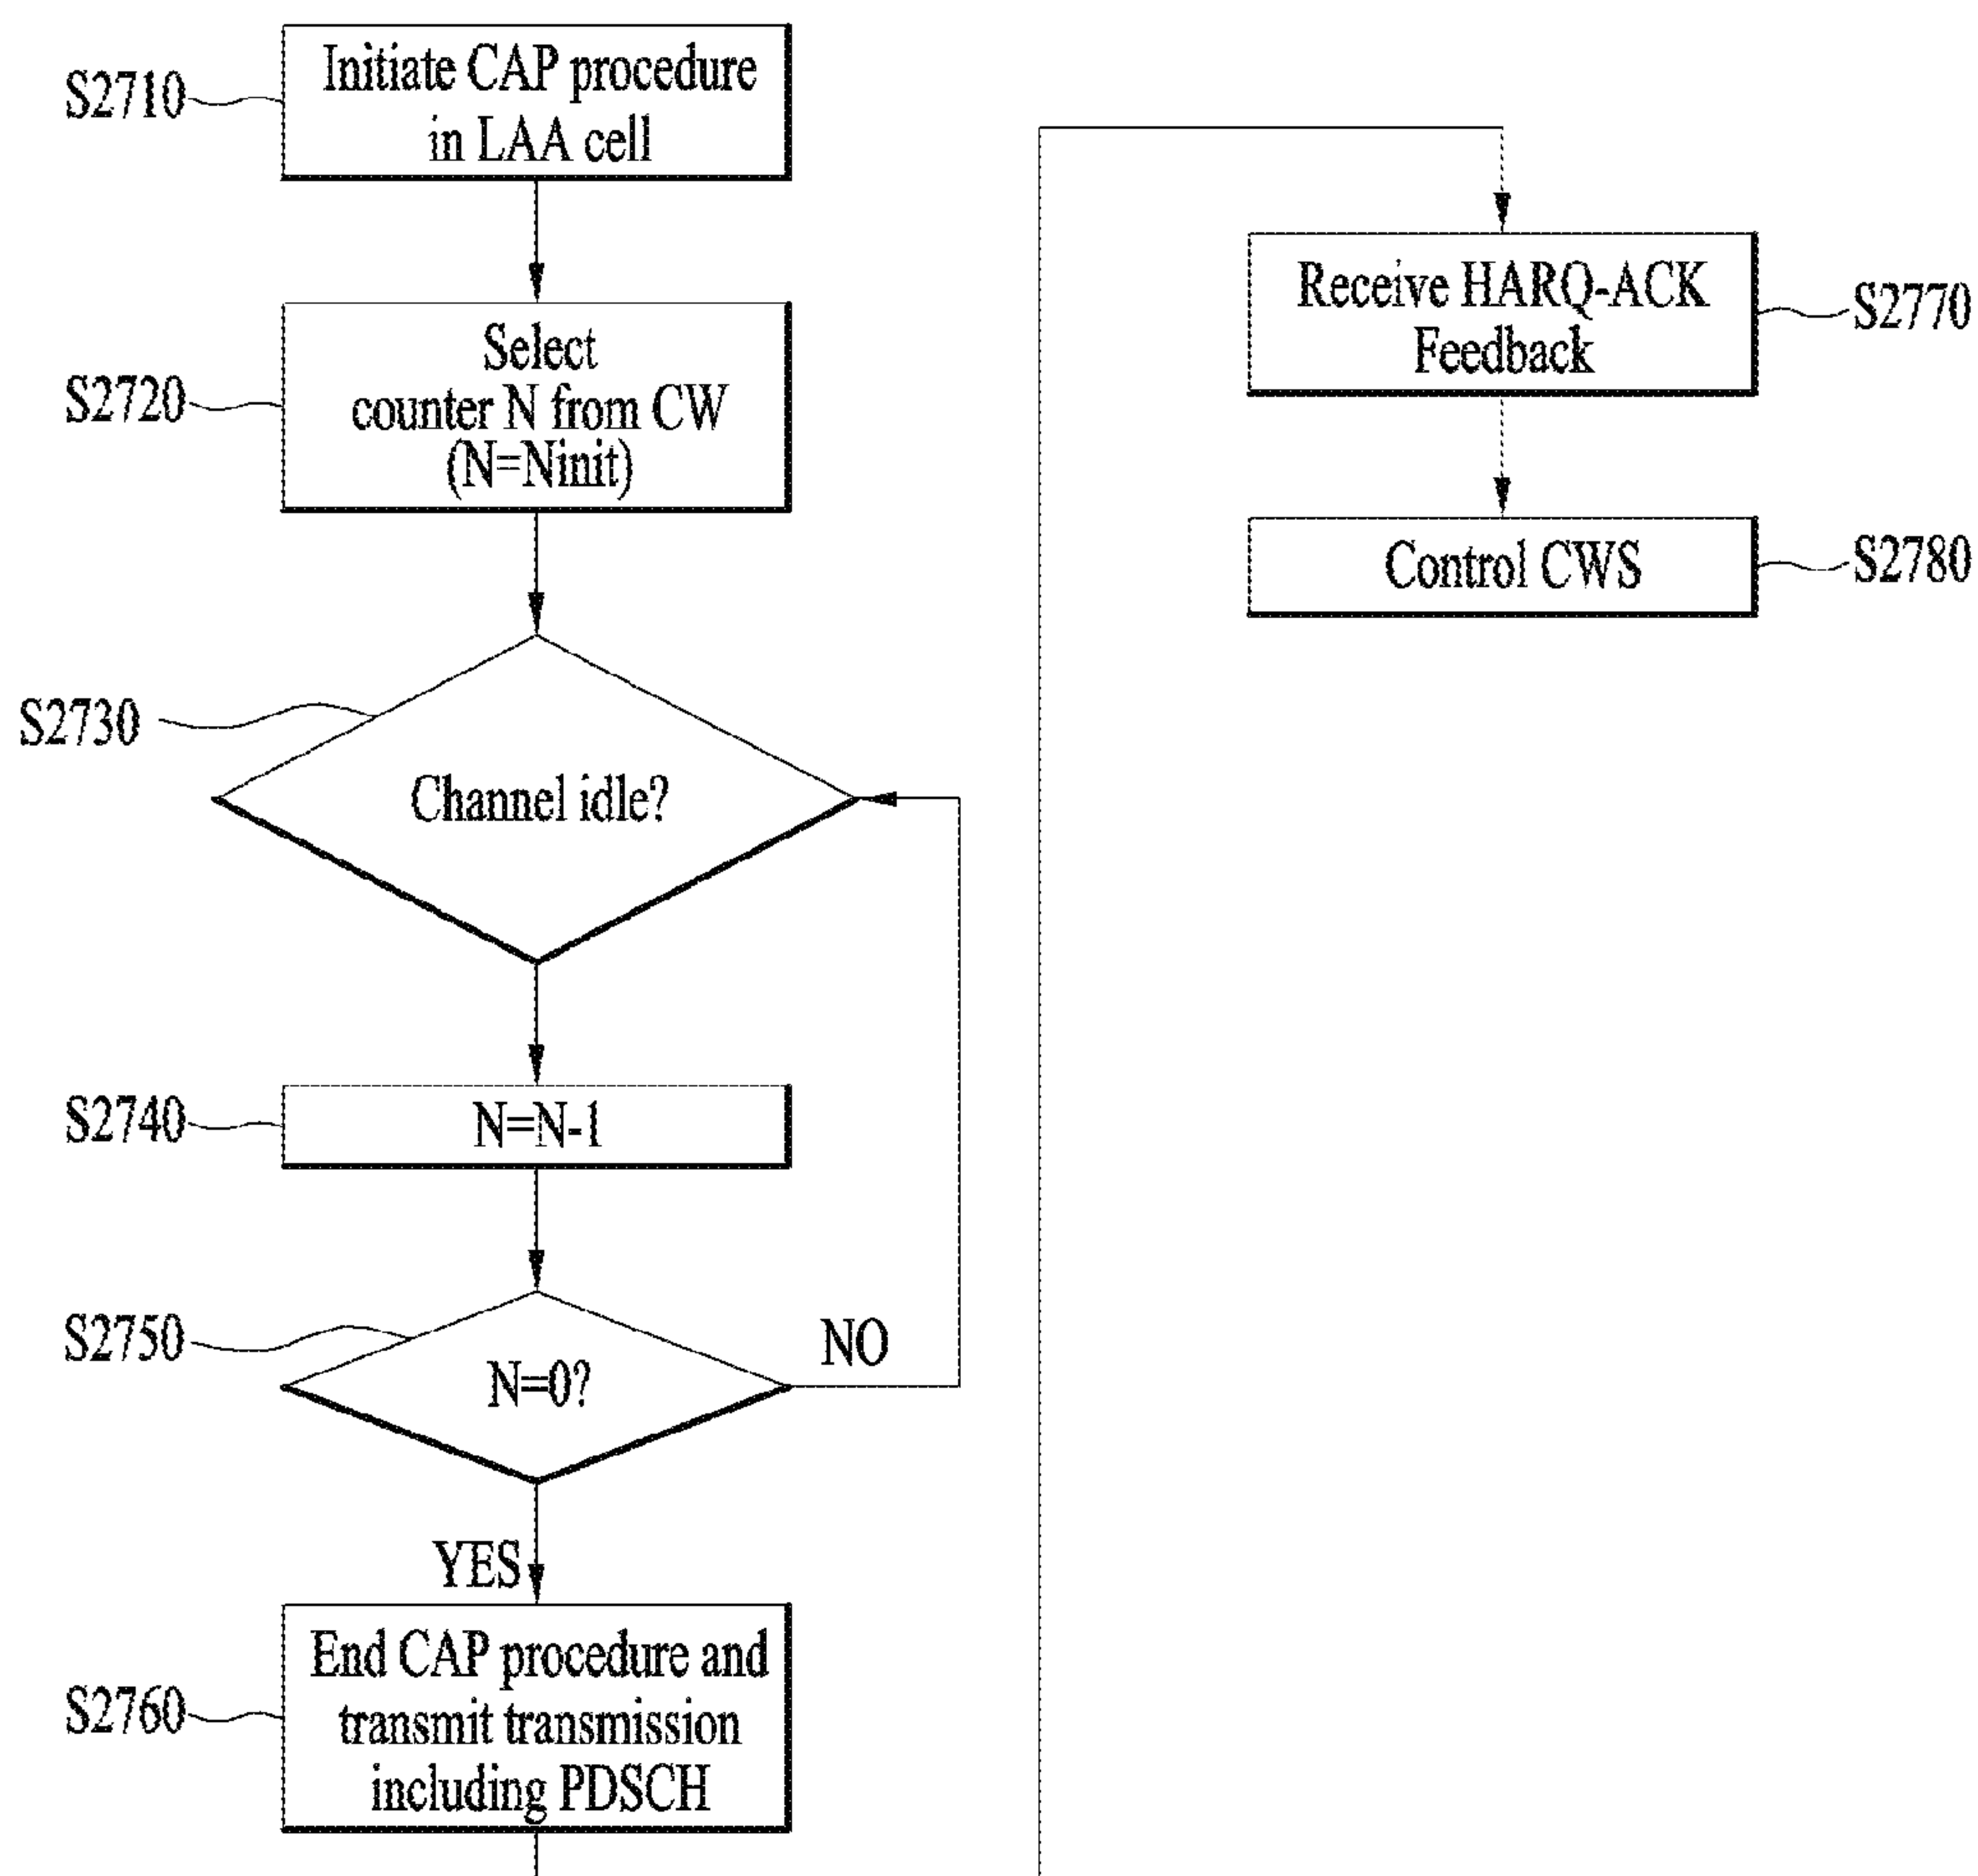 S2710
Initiate CAP procedure
in LAA cell
S2720
Select
counter N from CW
(N=Ninit)
S2730
Channel idle?
S2740
N=N-1
S2750
N=0?
NO
YES
S2760
End CAP procedure and
transmit transmission
including PDSCH
Receive HARQ-ACK
Feedback
S2770
Control CWS
S2780